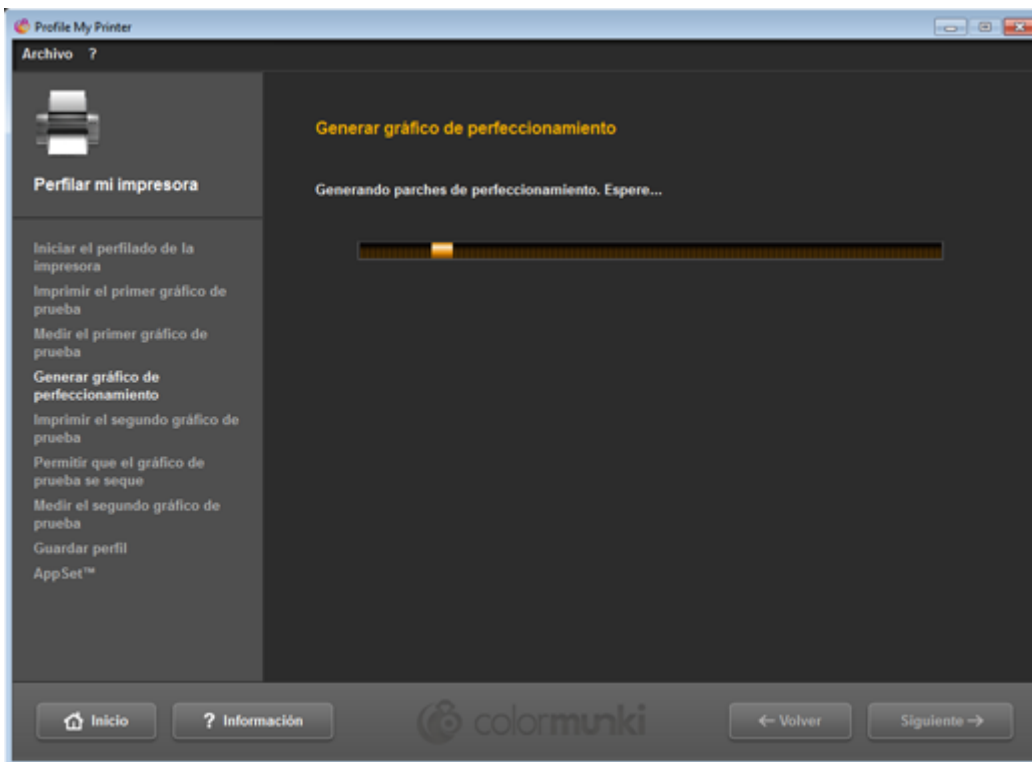 Profile My Printer
Archivo ?
Perfilar mi impresora
Iniciar el perfilado de la
impresora
Imprimir el primer gráfico de
prueba
Medir el primer gráfico de
prueba
Generar gráfico de
perfeccionamiento
Imprimir el segundo gráfico de
prueba
Permitir que el gráfico de
prueba se seque
Medir el segundo gráfico de
prueba
Guardar perfil
AppSet™
Generar gráfico de perfeccionamiento
Generando parches de perfeccionamiento. Espere...
Inicio
? Información
colormunki
← Volver
Siguiente →